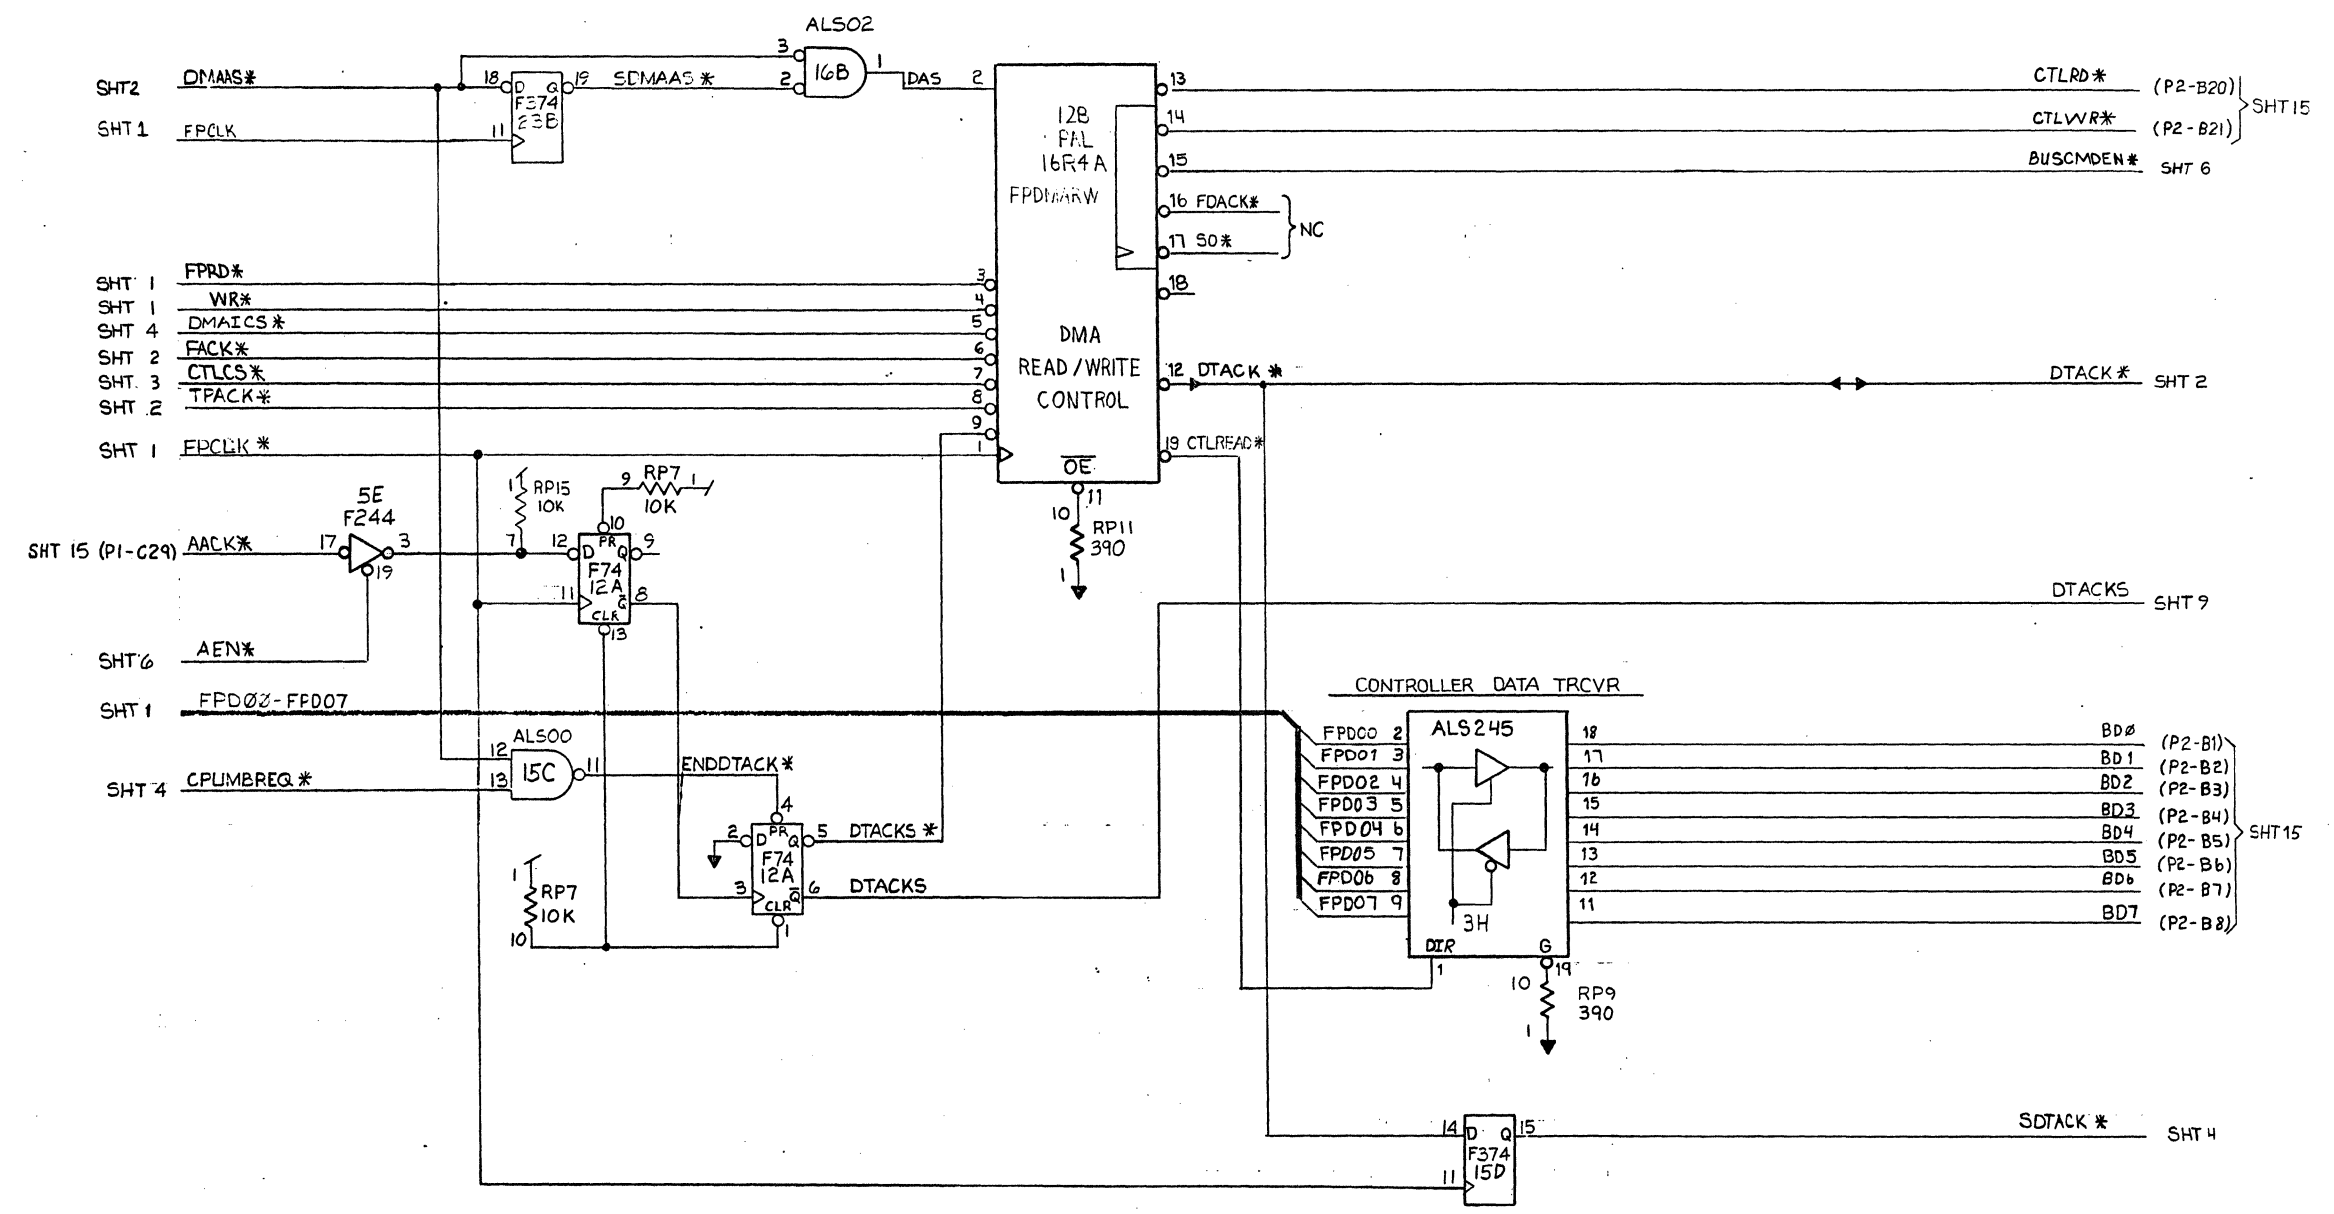 ALS02
SHT2 DMAAS* 18 D Q 19 SDMAAS* 3 2 16B 1 DAS 2
F374
23B
SHT 1 FPCLK 11
12B
PAL
16R4A
FPDMARW
13 CTLRD* (P2-B20)
14 CTLWR* (P2-B21)
SHT15
15 BUSCMDEN* SHT 6
16 FDACK*
17 SO*
NC
18
SHT 1 FPRD* 3
SHT 1 WR* 4
SHT 4 DMAICS* 5
SHT 2 FACK* 6
SHT. 3 CTLCS* 7
SHT .2 TPACK* 8
9
SHT 1 FPCLK* 1
DMA
READ/WRITE
CONTROL
12 DTACK* DTACK* SHT 2
19 CTLREAD*
OE
11
10 RP11
390
1
5E
F244
1 RP15
10K
7
9 RP7 1
10K
SHT 15 (P1-C29) AACK* 17 3
19
10
PR
12 D Q 9
F74
12A
11 Q 8
CLR
13
DTACKS SHT 9
SHT 6 AEN*
SHT 1 FPD00-FPD07
ALS00
12
SHT 4 CPUMBREQ* 13 15C 11 ENDDTACK*
4
PR
2 D Q 5 DTACKS*
F74
12A
3 Q 6 DTACKS
CLR
1
1
RP7
10K
10
CONTROLLER DATA TRCVR
ALS245
FPD00 2 18 BD0 (P2-B1)
FPD01 3 17 BD1 (P2-B2)
FPD02 4 16 BD2 (P2-B3)
FPD03 5 15 BD3 (P2-B4)
FPD04 6 14 BD4 (P2-B5)
FPD05 7 13 BD5 (P2-B6)
FPD06 8 12 BD6 (P2-B7)
FPD07 9 11 BD7 (P2-B8)
SHT15
3H
DIR G
1 19
10 RP9
390
1
14 D Q 15 SDTACK* SHT 4
F374
15D
11